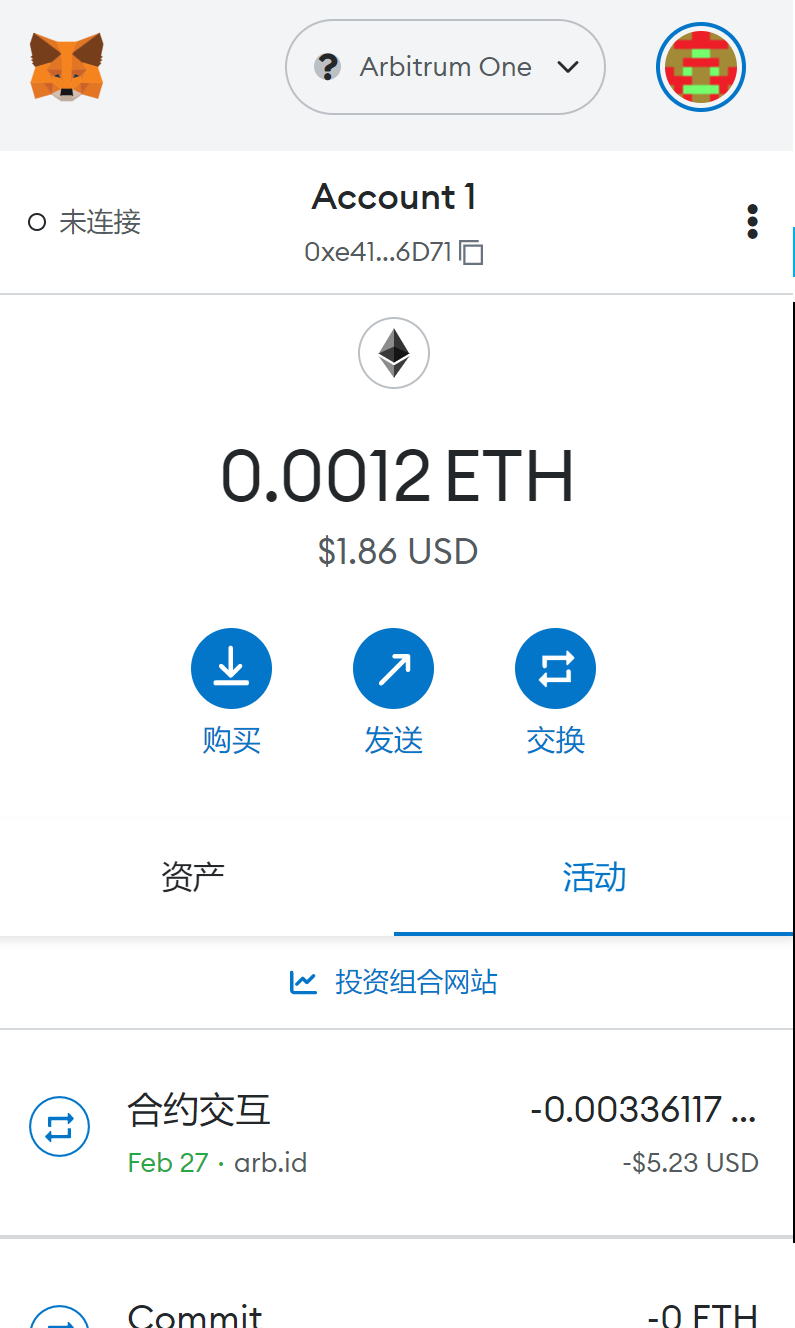 Arbitrum One
未连接
Account 1
0xe41...6D71
0.0012 ETH
$1.86 USD
购买
发送
交换
资产
活动
投资组合网站
合约交互
-0.00336117 ...
Feb 27 · arb.id
-$5.23 USD
Commit
-0 ETH